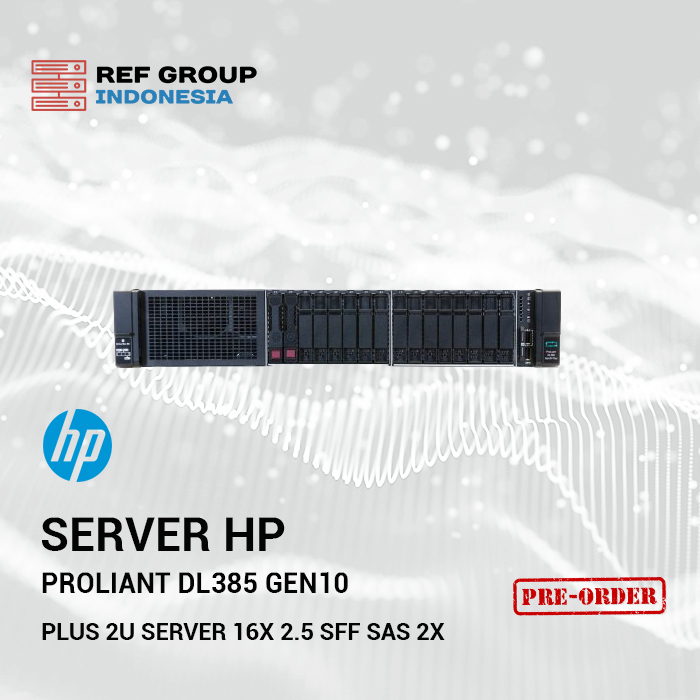 REF GROUP
INDONESIA
hp
SERVER HP
PROLIANT DL385 GEN10
PRE-ORDER
PLUS 2U SERVER 16X 2.5 SFF SAS 2X